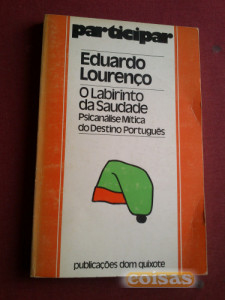 participar
Eduardo
Lourenço
O Labirinto
da Saudade
Psicanálise Mítica
do Destino Português
publicações dom quixote
coisas